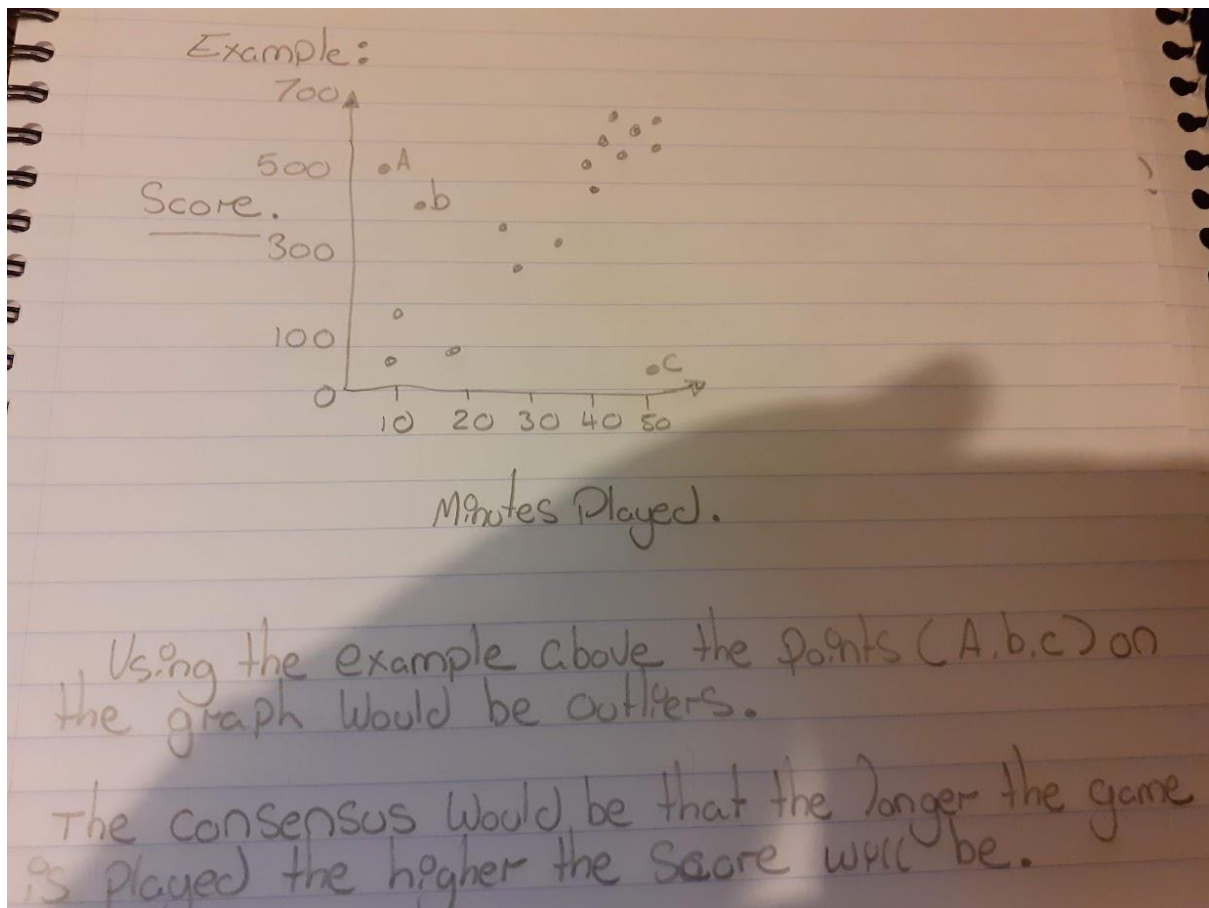 Example:
700
500
A
b
Score.
300
100
C
0
10 20 30 40 50
Minutes Played.
Using the example above the points (A,b,c) on
the graph would be outliers.
The consensus would be that the longer the game
is played the higher the score will be.